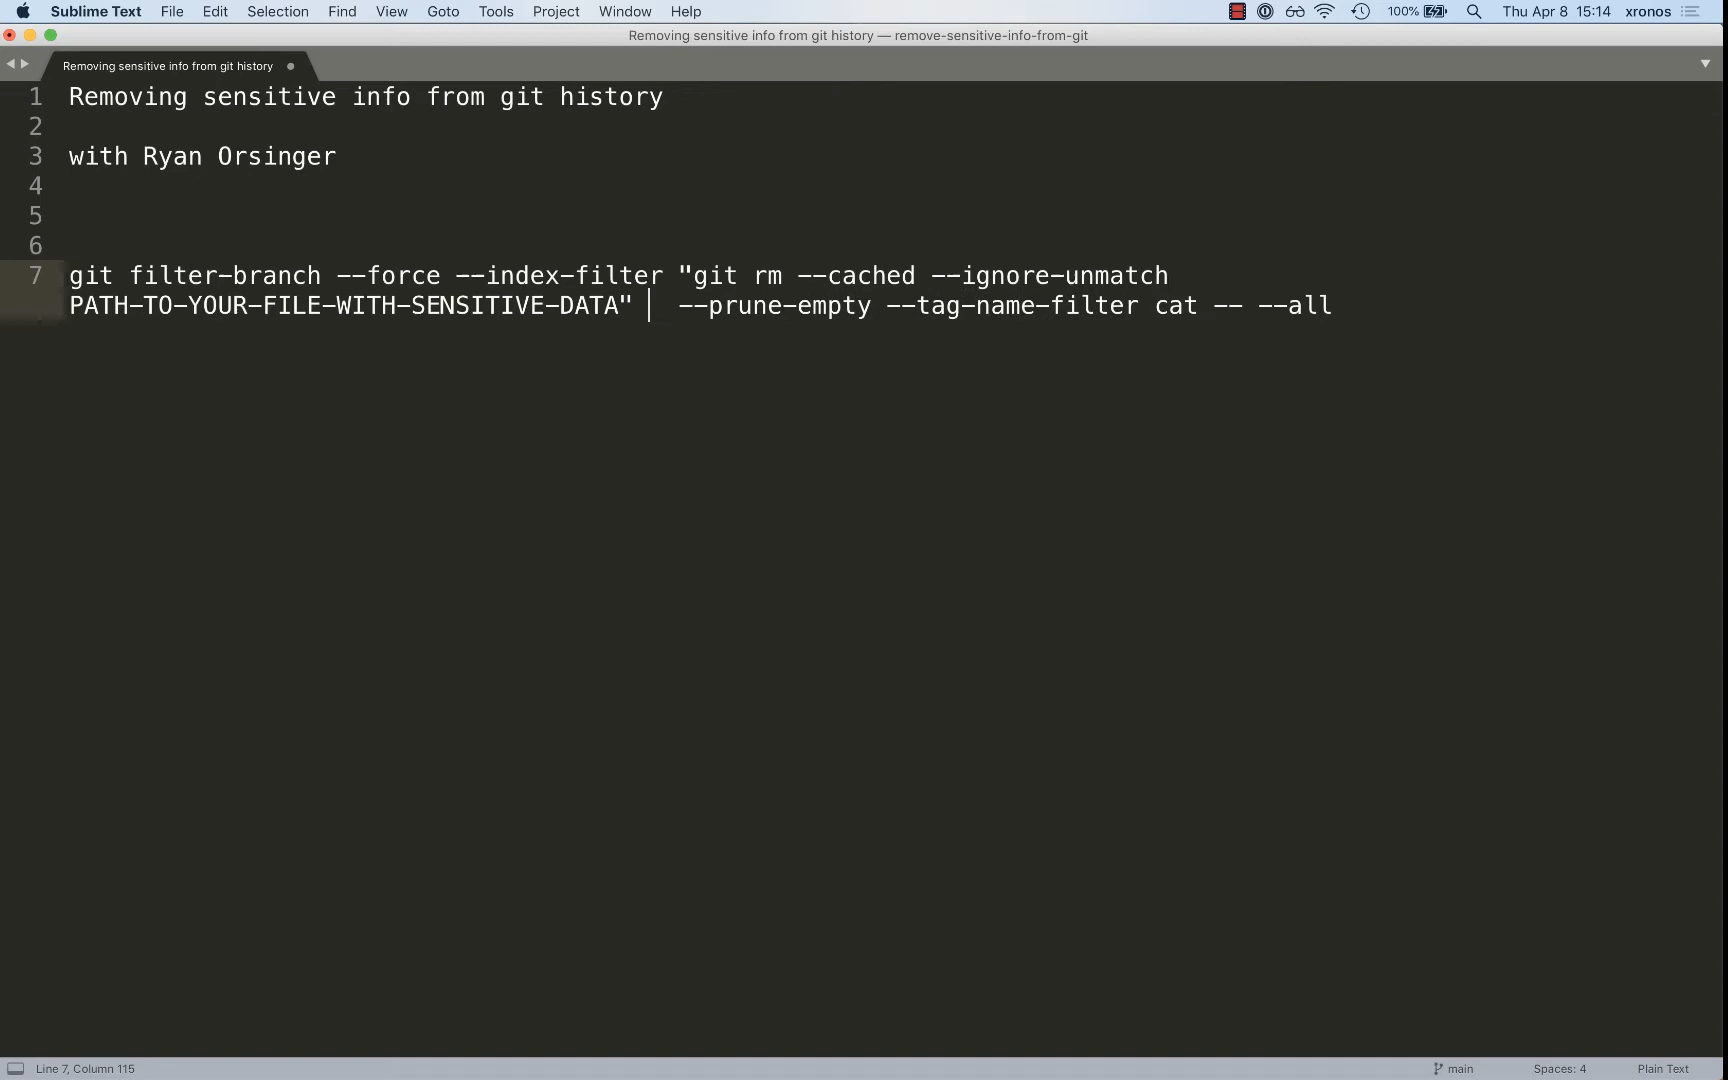 Sublime Text File Edit Selection Find View Goto Tools Project Window Help 100% Thu Apr 8 15:14 xronos
Removing sensitive info from git history — remove-sensitive-info-from-git
Removing sensitive info from git history
1 Removing sensitive info from git history
2
3 with Ryan Orsinger
4
5
6
7 git filter-branch --force --index-filter "git rm --cached --ignore-unmatch
PATH-TO-YOUR-FILE-WITH-SENSITIVE-DATA" --prune-empty --tag-name-filter cat -- --all
Line 7, Column 115 main Spaces: 4 Plain Text